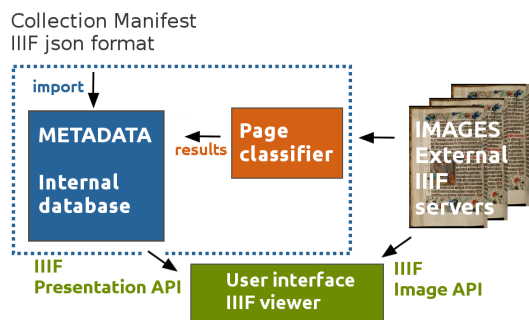 Collection Manifest
IIIF json format
import
METADATA
Internal
database
results
Page
classifier
IMAGES
External
IIIF
servers
IIIF
Presentation API
User interface
IIIF viewer
IIIF
Image API